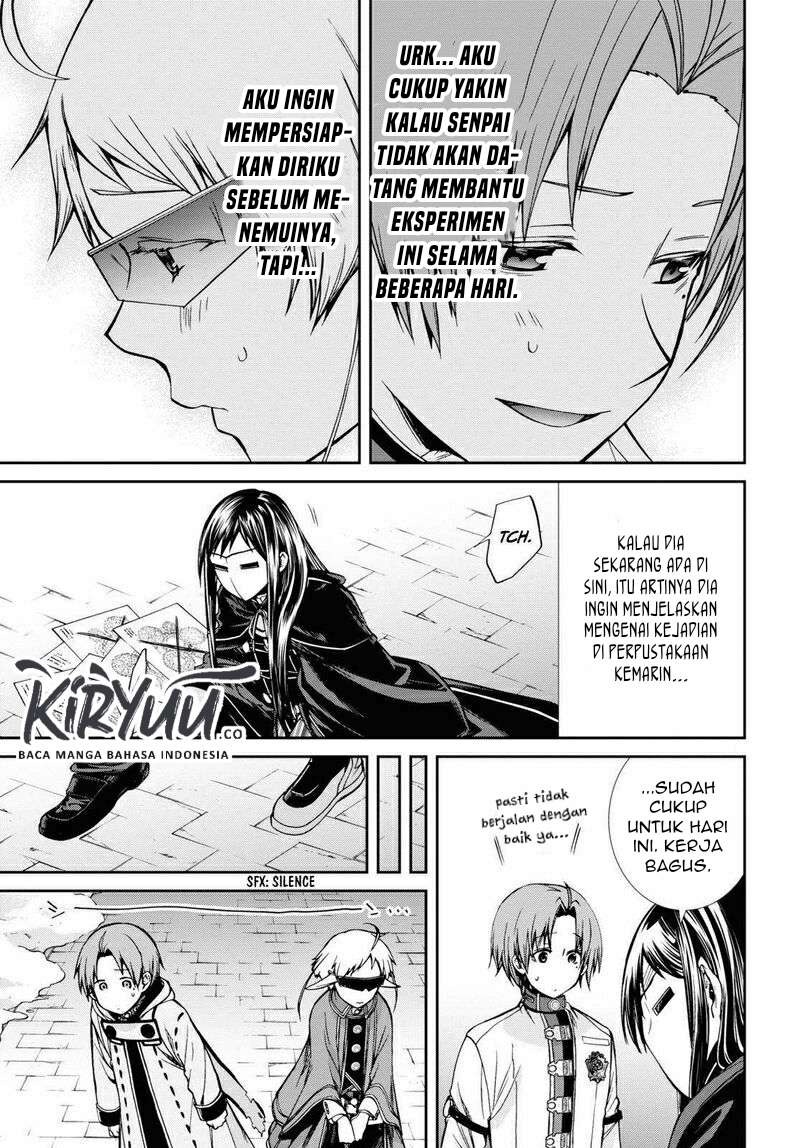 URK... AKU
CUKUP YAKIN
KALAU SENPAI
TIDAK AKAN DA-
TANG MEMBANTU
EKSPERIMEN
INI SELAMA
BEBERAPA HARI.
AKU INGIN
MEMPERSIAP-
KAN DIRIKU
SEBELUM ME-
NEMUINYA,
TAPI...
KALAU DIA
SEKARANG ADA DI
SINI, ITU ARTINYA DIA
INGIN MENJELASKAN
MENGENAI KEJADIAN
DI PERPUSTAKAAN
KEMARIN...
TCH.
KIRYUU.CO
BACA MANGA BAHASA INDONESIA
...SUDAH
CUKUP
UNTUK HARI
INI. KERJA
BAGUS.
pasti tidak
berjalan dengan
baik ya...
SFX: SILENCE